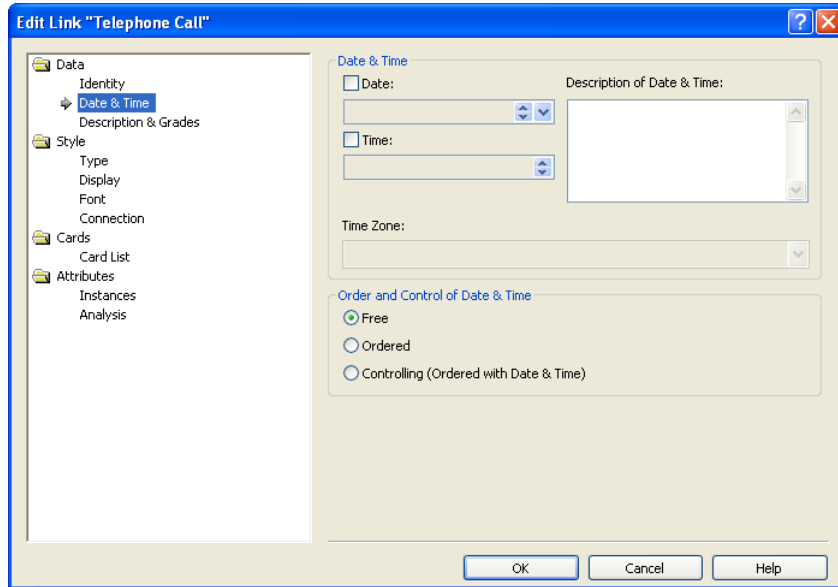 Edit Link "Telephone Call"
Data
Identity
Date & Time
Description & Grades
Style
Type
Display
Font
Connection
Cards
Card List
Attributes
Instances
Analysis
Date & Time
Date:
Description of Date & Time:
Time:
Time Zone:
Order and Control of Date & Time
Free
Ordered
Controlling (Ordered with Date & Time)
OK
Cancel
Help